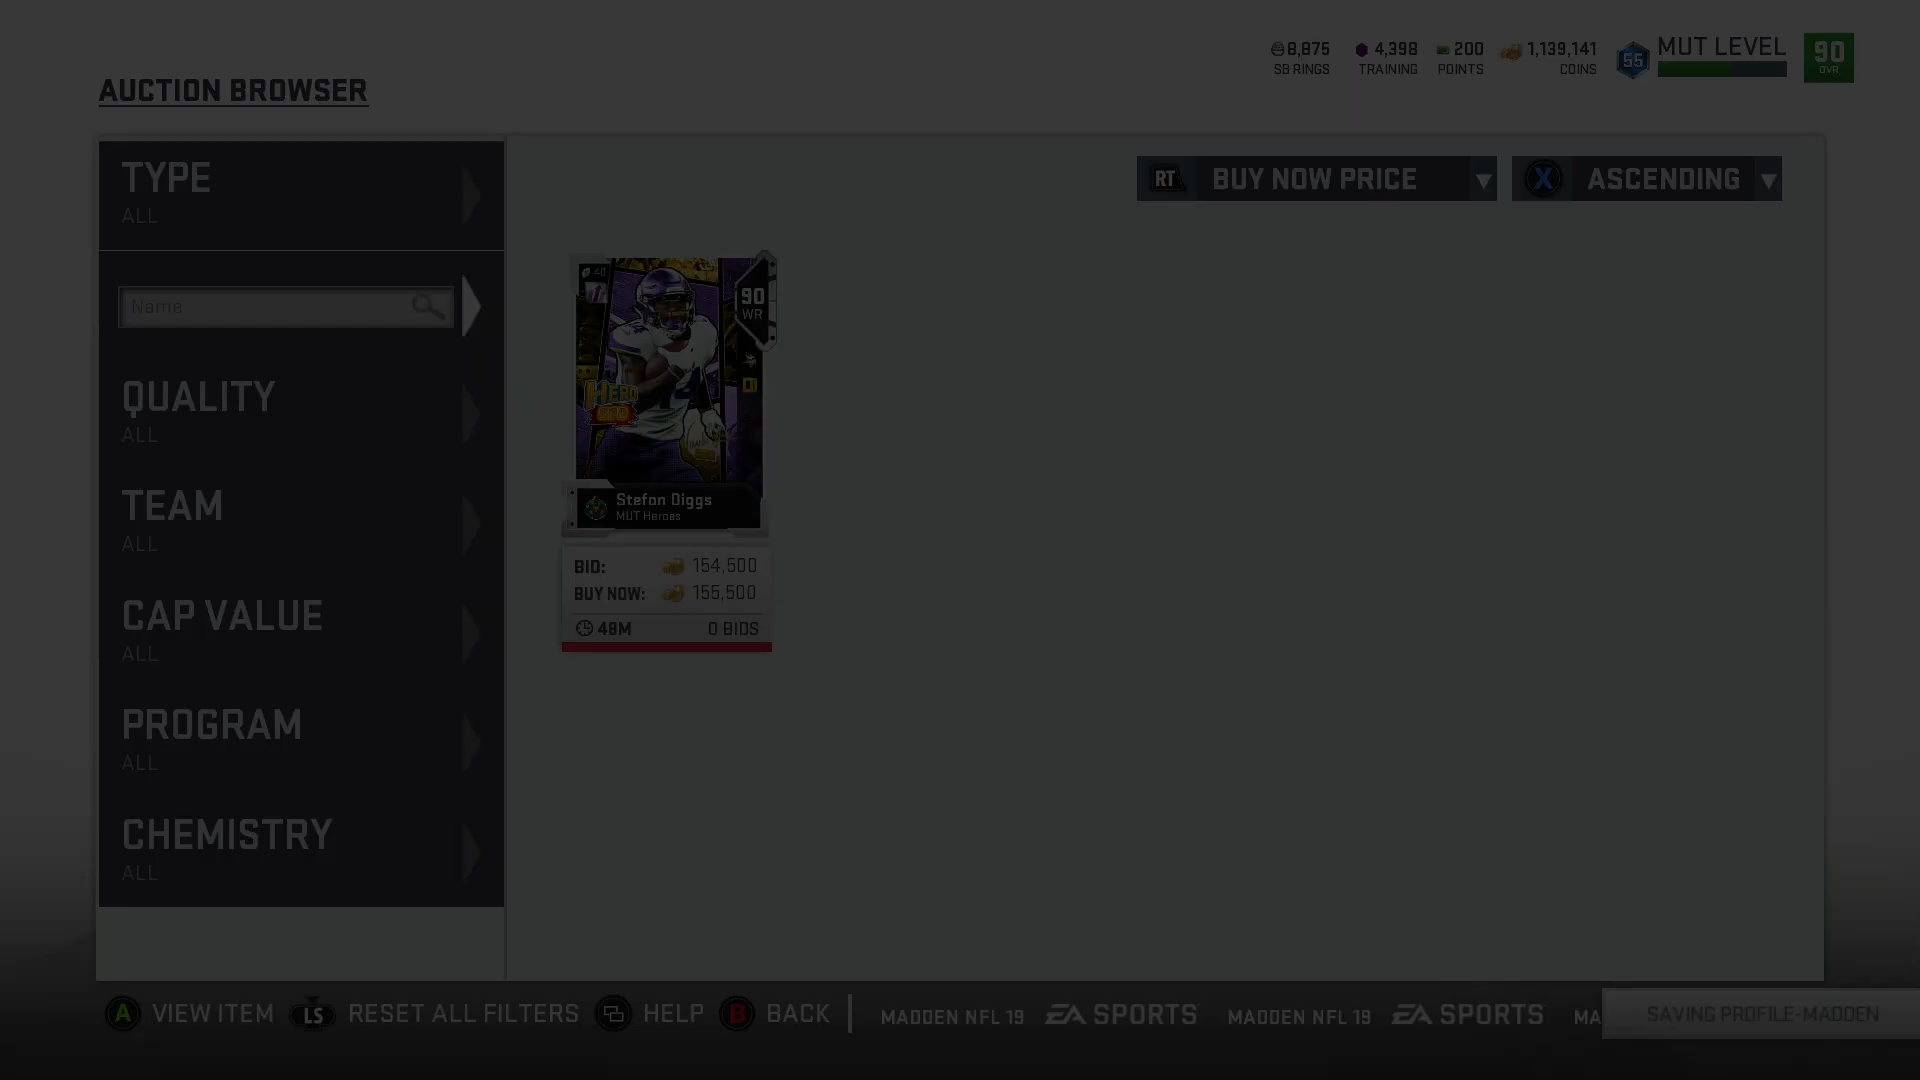 8,875
SB RINGS
4,398
TRAINING
200
POINTS
1,139,141
COINS
55
MUT LEVEL
90
OVR
AUCTION BROWSER
TYPE
ALL
Name
QUALITY
ALL
TEAM
ALL
CAP VALUE
ALL
PROGRAM
ALL
CHEMISTRY
ALL
RT BUY NOW PRICE
X ASCENDING
40
90
WR
HERO
Stefon Diggs
MUT Heroes
BID: 154,500
BUY NOW: 155,500
48M 0 BIDS
A VIEW ITEM LS RESET ALL FILTERS HELP B BACK
MADDEN NFL 19 EA SPORTS MADDEN NFL 19 EA SPORTS MA
SAVING PROFILE-MADDEN